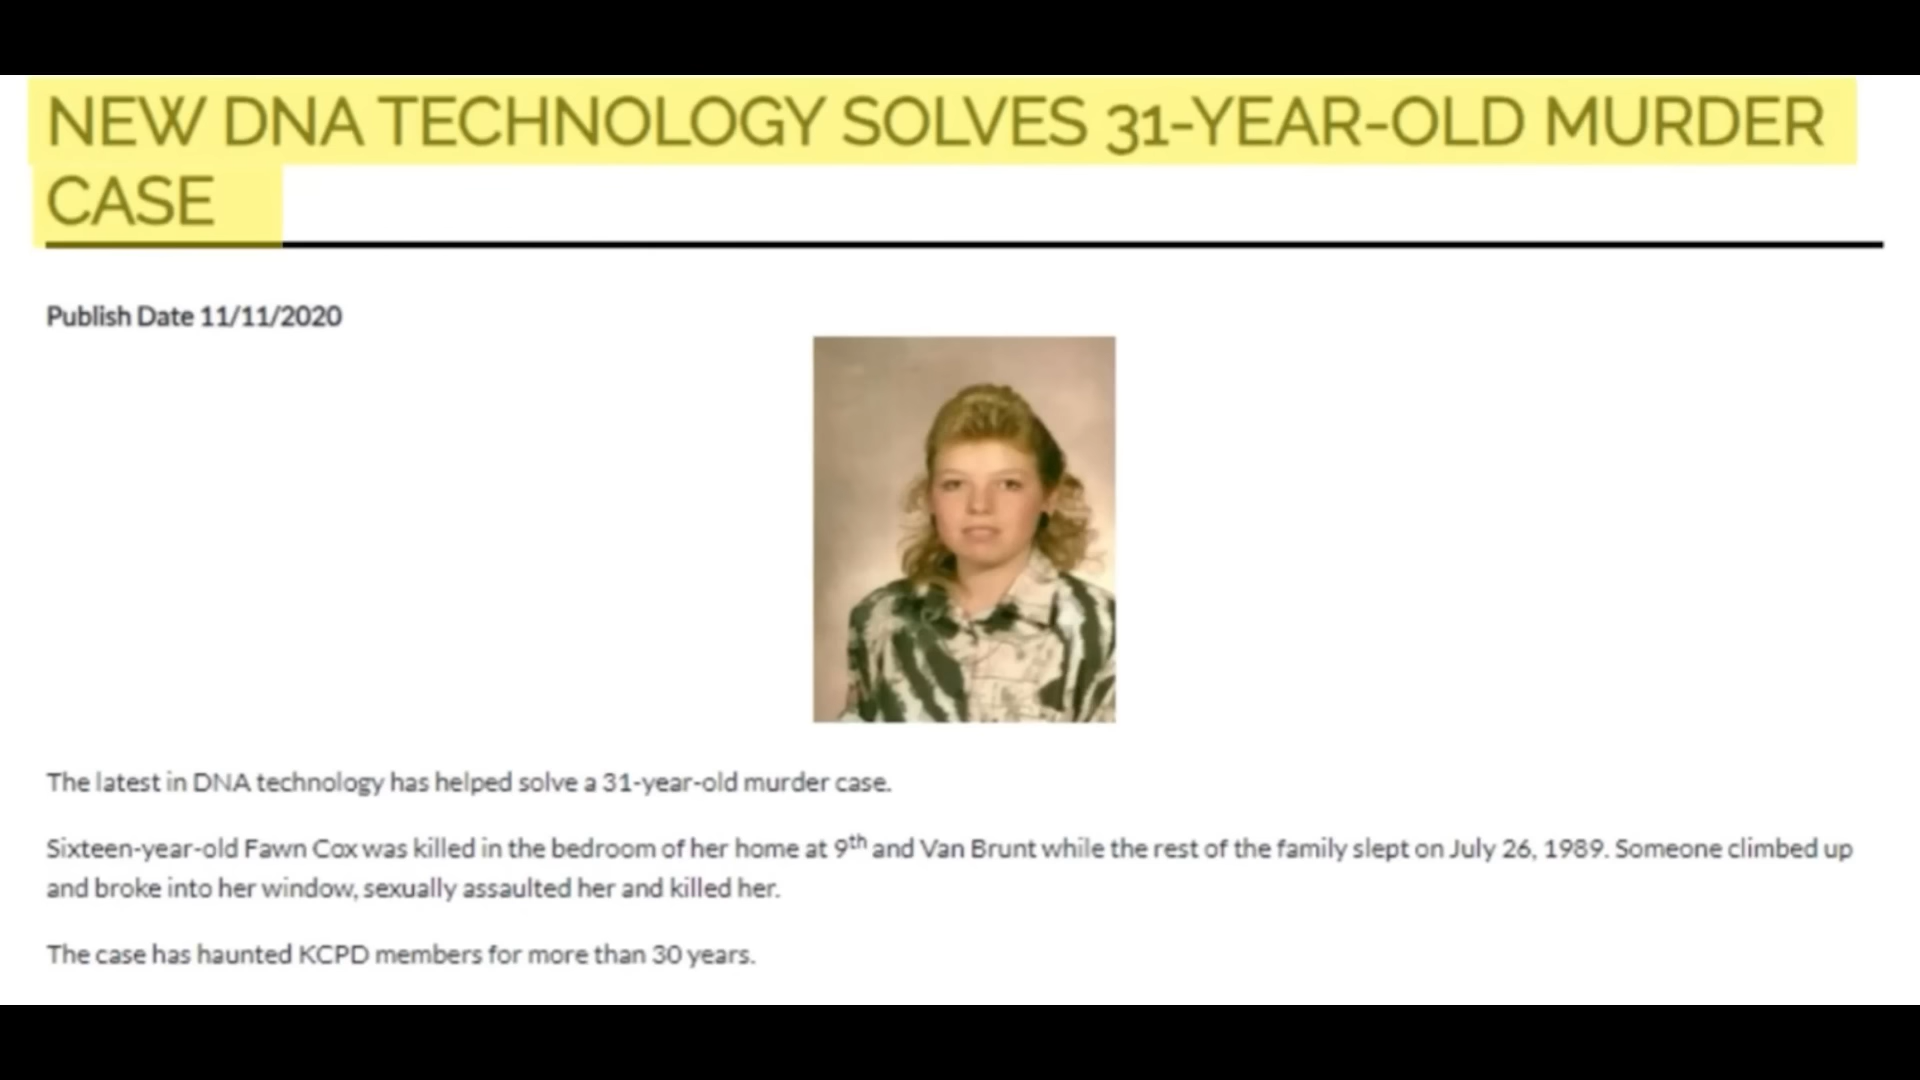 NEW DNA TECHNOLOGY SOLVES 31-YEAR-OLD MURDER
CASE
Publish Date 11/11/2020
The latest in DNA technology has helped solve a 31-year-old murder case.
Sixteen-year-old Fawn Cox was killed in the bedroom of her home at 9th and Van Brunt while the rest of the family slept on July 26, 1989. Someone climbed up
and broke into her window, sexually assaulted her and killed her.
The case has haunted KCPD members for more than 30 years.